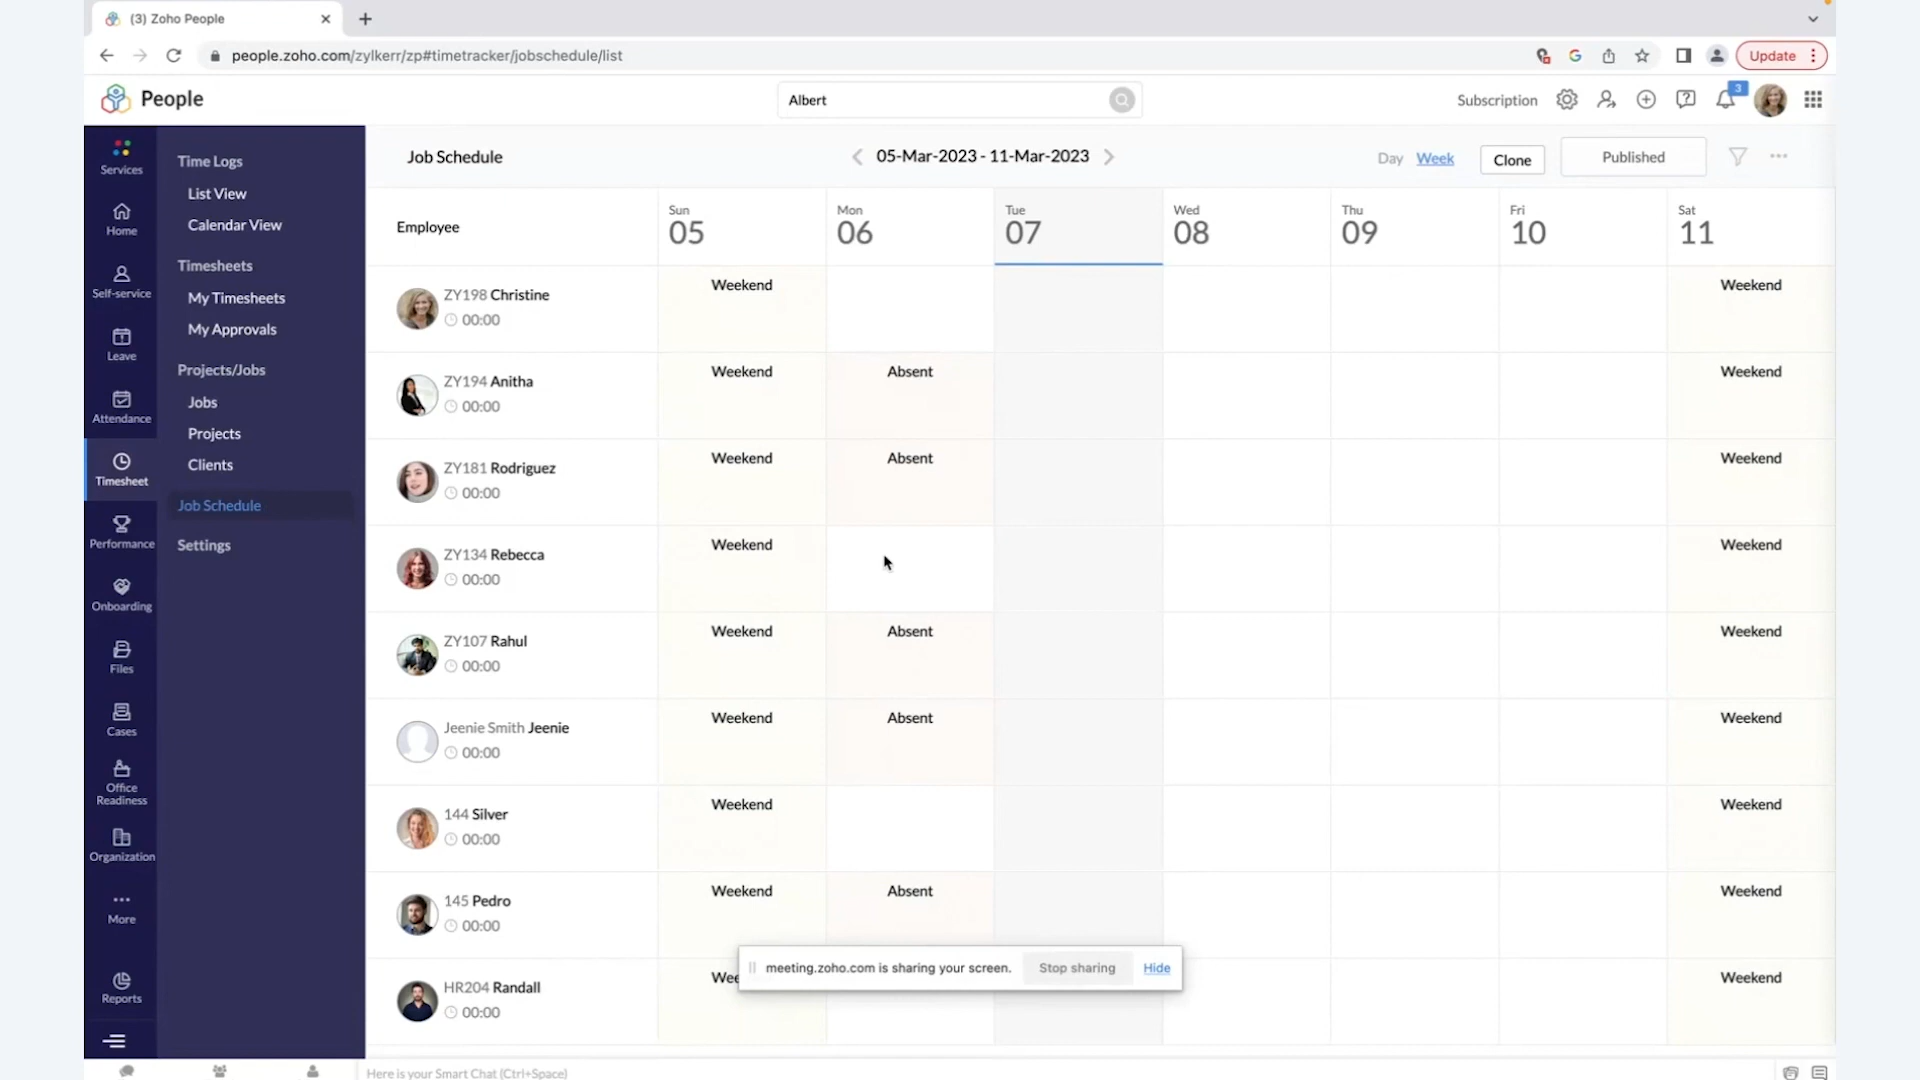 (3) Zoho People
people.zoho.com/zylkerr/zp#timetracker/jobschedule/list
Update
People
Albert
Subscription
3
Services
Home
Self-service
Leave
Attendance
Timesheet
Performance
Onboarding
Files
Cases
Office
Readiness
Organization
More
Reports
Time Logs
List View
Calendar View
Timesheets
My Timesheets
My Approvals
Projects/Jobs
Jobs
Projects
Clients
Job Schedule
Settings
Job Schedule
05-Mar-2023 - 11-Mar-2023
Day Week Clone Published
Employee
Sun Mon Tue Wed Thu Fri Sat
05 06 07 08 09 10 11
ZY198 Christine Weekend Weekend
00:00
ZY194 Anitha Weekend Absent Weekend
00:00
ZY181 Rodriguez Weekend Absent Weekend
00:00
ZY134 Rebecca Weekend Weekend
00:00
ZY107 Rahul Weekend Absent Weekend
00:00
Jeenie Smith Jeenie Weekend Absent Weekend
00:00
144 Silver Weekend Weekend
00:00
145 Pedro Weekend Absent Weekend
00:00
meeting.zoho.com is sharing your screen. Stop sharing Hide
HR204 Randall Wee Weekend
00:00
Here is your Smart Chat (Ctrl+Space)